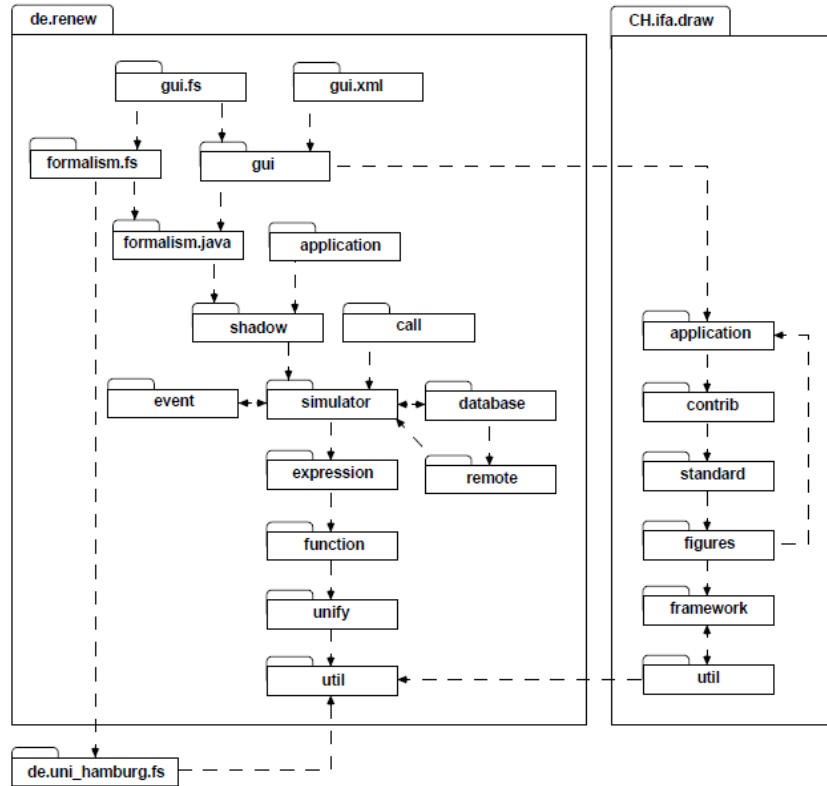 de.renew
CH.ifa.draw
gui.fs
gui.xml
formalism.fs
gui
formalism.java
application
shadow
call
application
event
simulator
database
contrib
expression
remote
standard
function
figures
unify
framework
util
util
de.uni_hamburg.fs